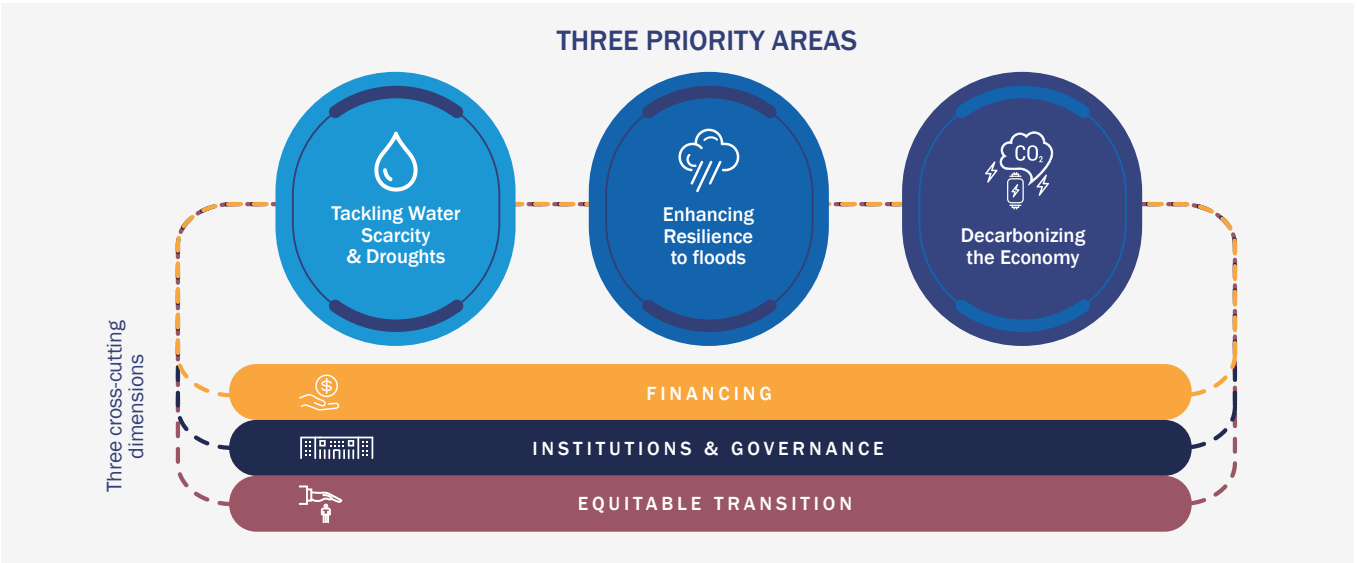 THREE PRIORITY AREAS
Tackling Water
Scarcity
& Droughts
Enhancing
Resilience
to floods
CO₂
Decarbonizing
the Economy
Three cross-cutting
dimensions
$
FINANCING
INSTITUTIONS & GOVERNANCE
EQUITABLE TRANSITION